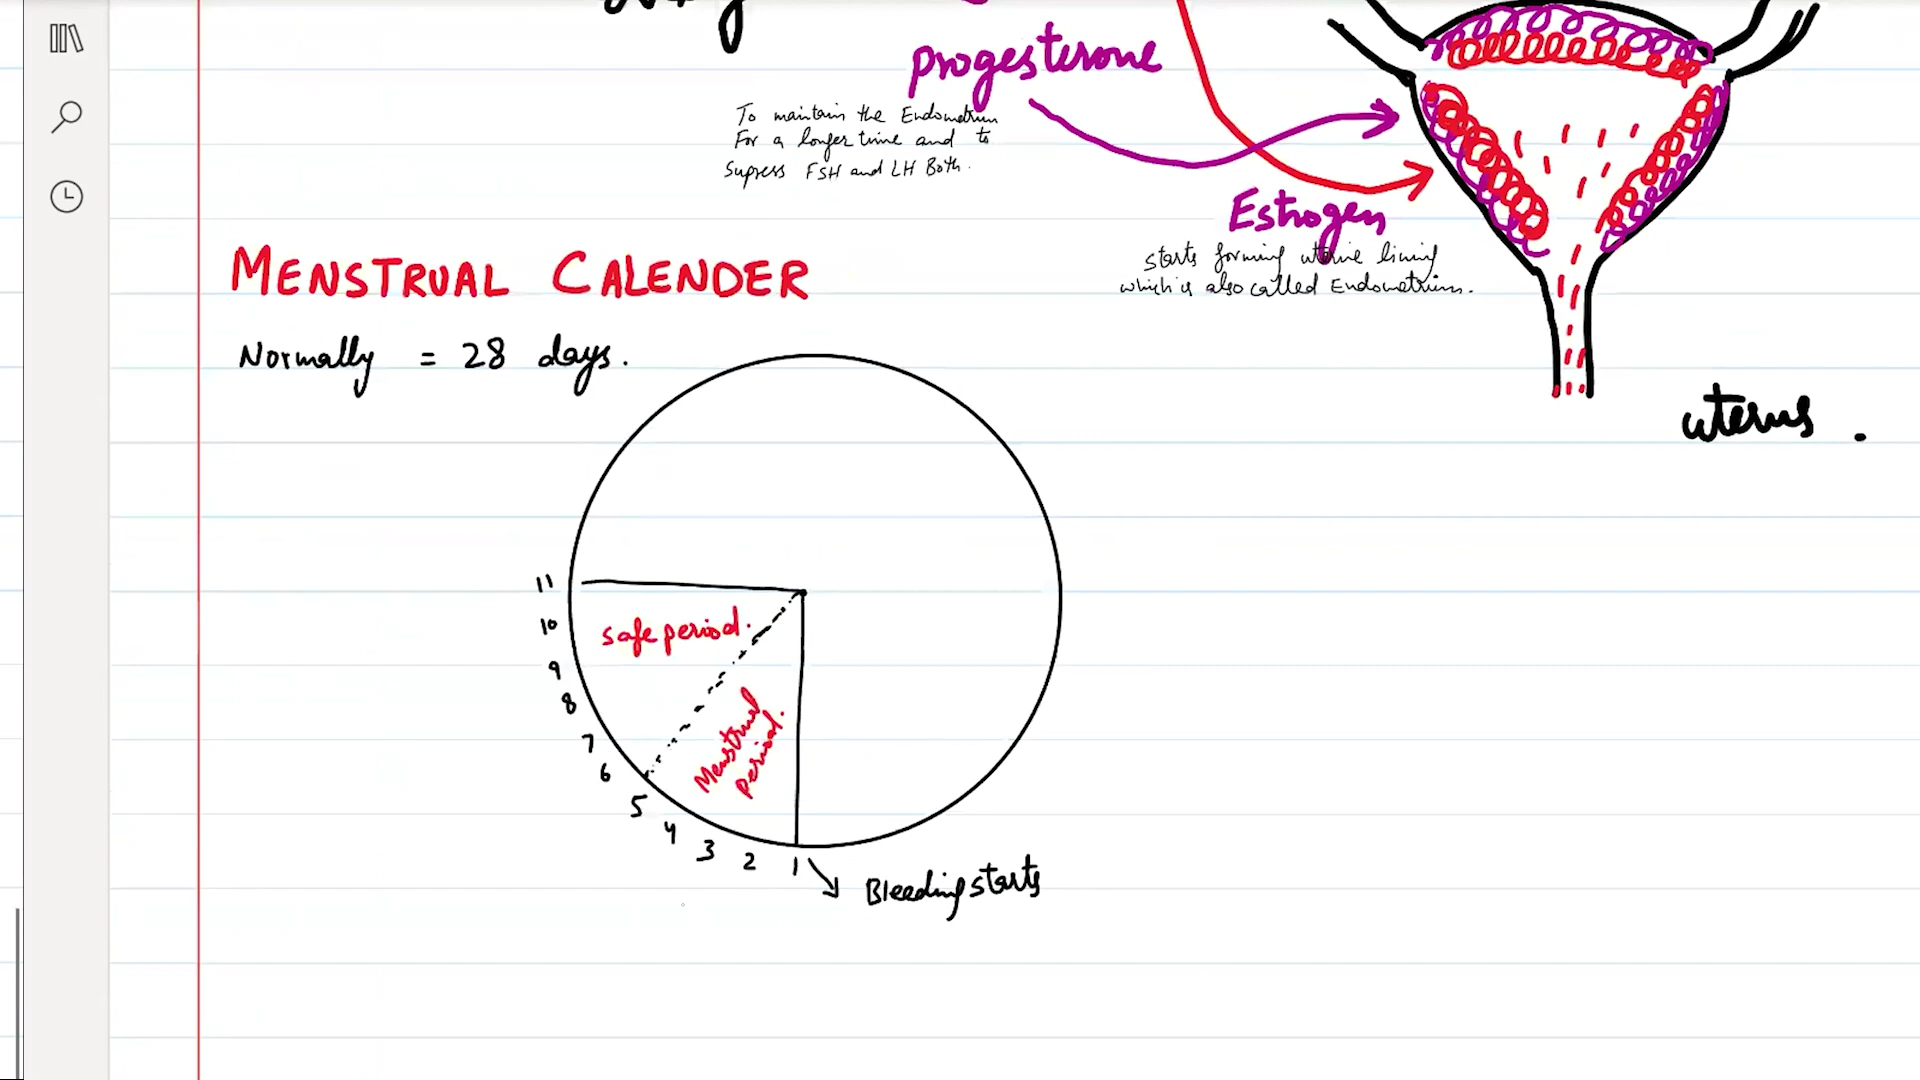 progesterone
To maintain the Endometrium
For a longer time and to
Supress FSH and LH Both.
Estrogen
starts forming uterine lining
which is also called Endometrium.
MENSTRUAL CALENDER
Normally = 28 days.
uterus.
11
10
9
8
7
6
5
4
3
2
1
safe period.
Menstrual
period.
Bleeding starts